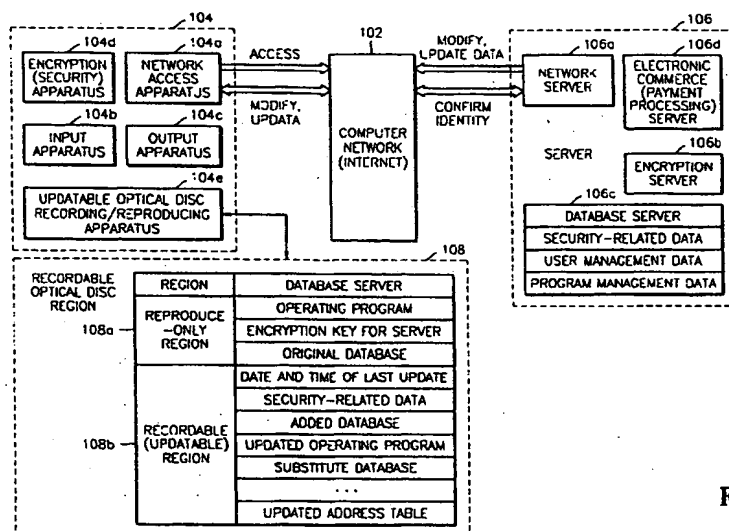 104
104d
104a
ENCRYPTION
(SECURITY)
APPARATUS
NETWORK
ACCESS
APPARATJS
104b
104c
INPUT
APPARATUS
OUTPUT
APPARATUS
104e
UPDATABLE OPTICAL DISC
RECORDING/REPRODUCING
APPARATUS
ACCESS
MODIFY,
UPDATA
102
COMPUTER
NETWORK
(INTERNET)
MODIFY,
UPDATE DATA
CONFIRM
IDENTITY
106
106a
106d
NETWORK
SERVER
ELECTRONIC
COMMERCE
(PAYMENT
PROCESSING)
SERVER
SERVER
106b
ENCRYPTION
SERVER
106c
DATABASE SERVER
SECURITY-RELATED DATA
USER MANAGEMENT DATA
PROGRAM MANAGEMENT DATA
108
RECORDABLE
OPTICAL DISC
REGION
REGION
DATABASE SERVER
108a
REPRODUCE
-ONLY
REGION
OPERATING PROGRAM
ENCRYPTION KEY FOR SERVER
ORIGINAL DATABASE
108b
RECORDABLE
(UPDATABLE)
REGION
DATE AND TIME OF LAST UPDATE
SECURITY-RELATED DATA
ADDED DATABASE
UPDATED OPERATING PROGRAM
SUBSTITUTE DATABASE
...
UPDATED ADDRESS TABLE